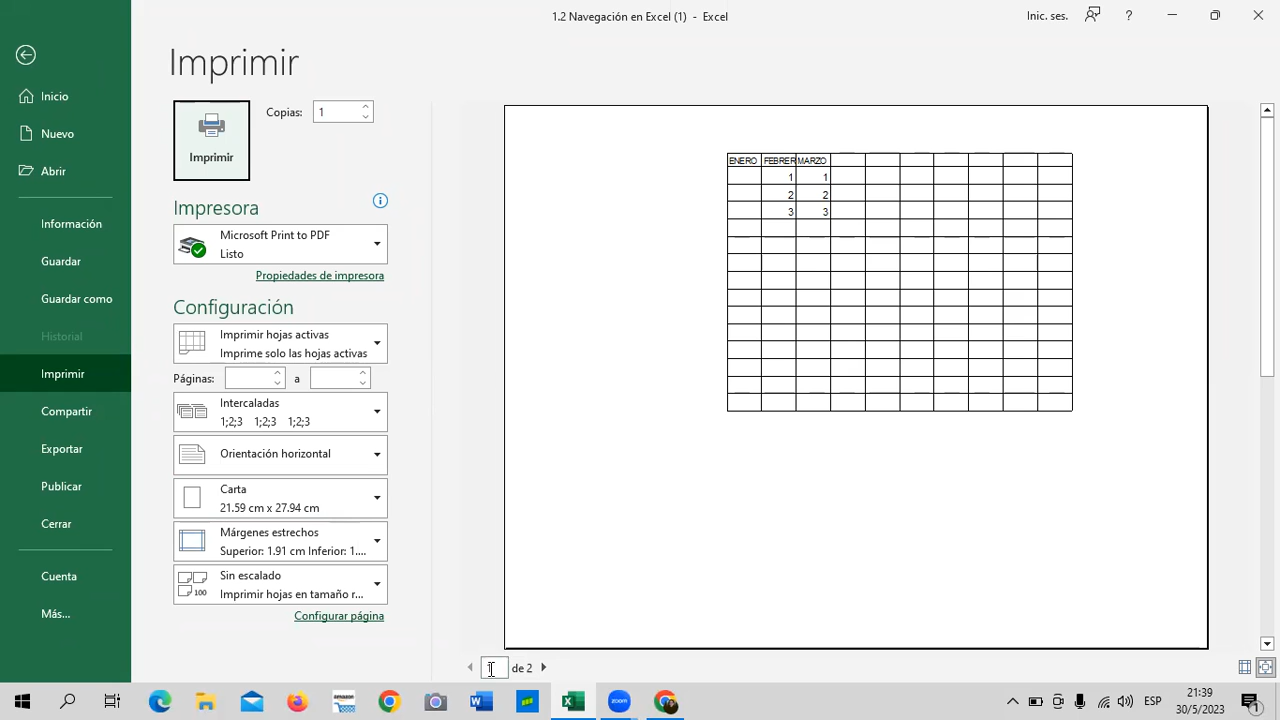 1.2 Navegación en Excel (1)  -  Excel
Inic. ses.
?
Imprimir
Inicio
Nuevo
Abrir
Información
Guardar
Guardar como
Historial
Imprimir
Compartir
Exportar
Publicar
Cerrar
Cuenta
Más...
Imprimir
Copias: 1
Impresora
Microsoft Print to PDF
Listo
Propiedades de impresora
Configuración
Imprimir hojas activas
Imprime solo las hojas activas
Páginas: a
Intercaladas
1;2;3 1;2;3 1;2;3
Orientación horizontal
Carta
21.59 cm x 27.94 cm
Márgenes estrechos
Superior: 1.91 cm Inferior: 1....
Sin escalado
100
Imprimir hojas en tamaño r...
Configurar página
ENERO FEBRER MARZO
1 1
2 2
3 3
1 de 2
amazon
ESP
21:39
30/5/2023
1